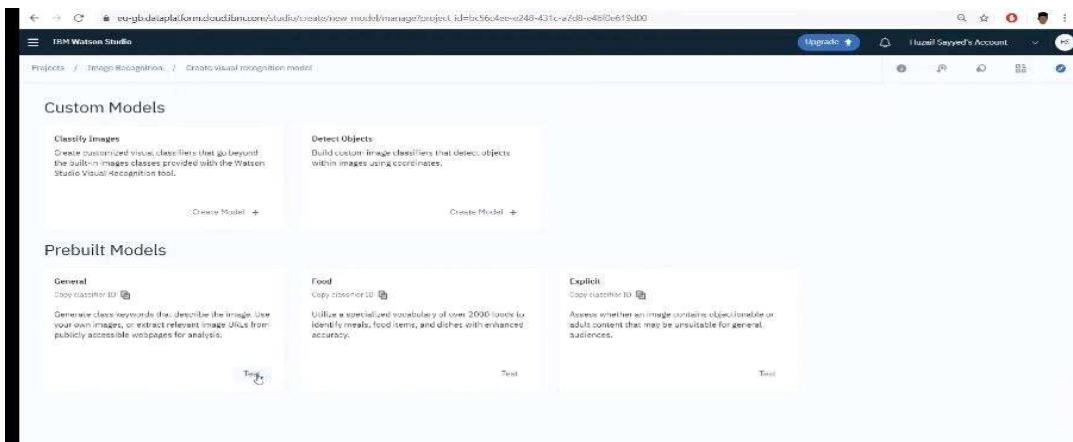 eu-gb.dataplatform.cloud.ibm.com/studio/create/new-model/manage?project_id=
IBM Watson Studio
Upgrade
Huzaif Sayyed's Account
HS
Projects / Image Recognition / Create visual recognition model
Custom Models
Classify Images
Create customized visual classifiers that go beyond
the built-in images classes provided with the Watson
Studio Visual Recognition tool.
Create Model +
Detect Objects
Build custom image classifiers that detect objects
within images using coordinates.
Create Model +
Prebuilt Models
General
Copy classifier ID
Generate class keywords that describe the image. Use
your own images, or extract relevant image URLs from
publicly accessible webpages for analysis.
Test
Food
Copy classifier ID
Utilize a specialized vocabulary of over 2000 foods to
identify meals, food items, and dishes with enhanced
accuracy.
Test
Explicit
Copy classifier ID
Assess whether an image contains objectionable or
adult content that may be unsuitable for general
audiences.
Test